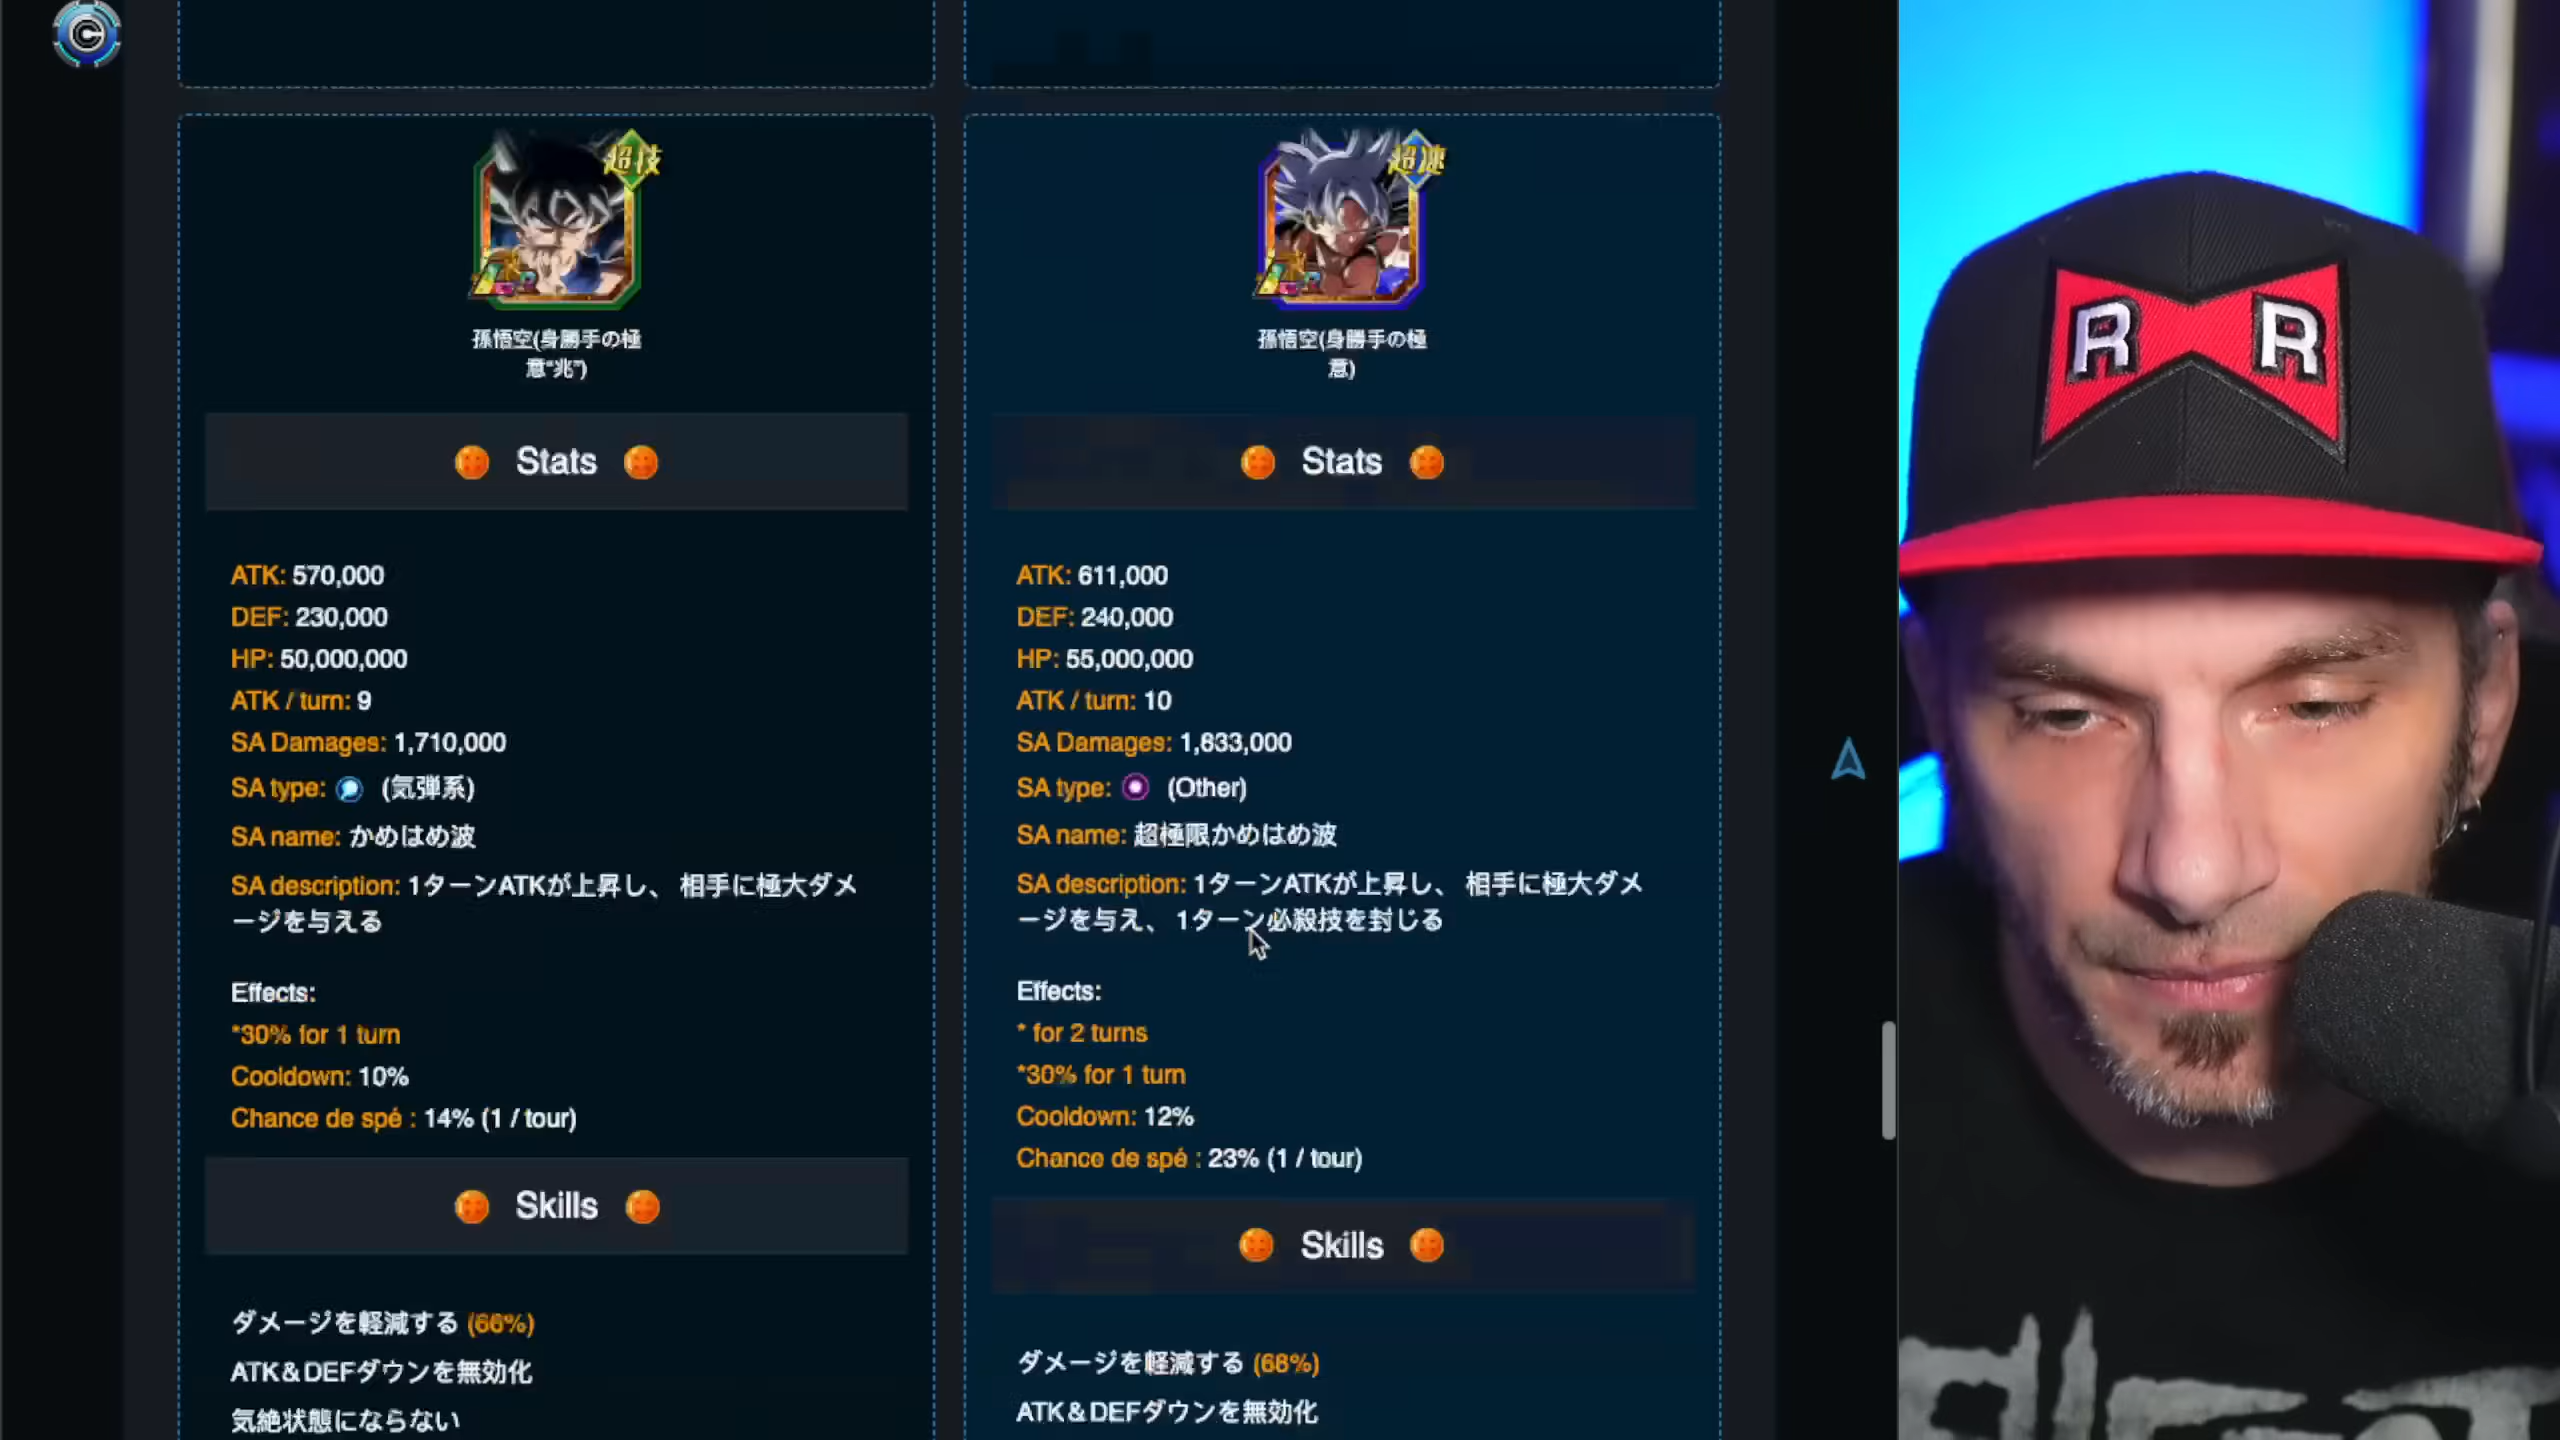 超技
孫悟空(身勝手の極
意“兆”)
Stats
ATK: 570,000
DEF: 230,000
HP: 50,000,000
ATK / turn: 9
SA Damages: 1,710,000
SA type: (気弾系)
SA name: かめはめ波
SA description: 1ターンATKが上昇し、 相手に極大ダメ
ージを与える
Effects:
*30% for 1 turn
Cooldown: 10%
Chance de spé : 14% (1 / tour)
Skills
ダメージを軽減する (66%)
ATK&DEFダウンを無効化
気絶状態にならない
超速
孫悟空(身勝手の極
意)
Stats
ATK: 611,000
DEF: 240,000
HP: 55,000,000
ATK / turn: 10
SA Damages: 1,833,000
SA type: (Other)
SA name: 超極限かめはめ波
SA description: 1ターンATKが上昇し、 相手に極大ダメ
ージを与え、 1ターン必殺技を封じる
Effects:
* for 2 turns
*30% for 1 turn
Cooldown: 12%
Chance de spé : 23% (1 / tour)
Skills
ダメージを軽減する (68%)
ATK&DEFダウンを無効化
R R